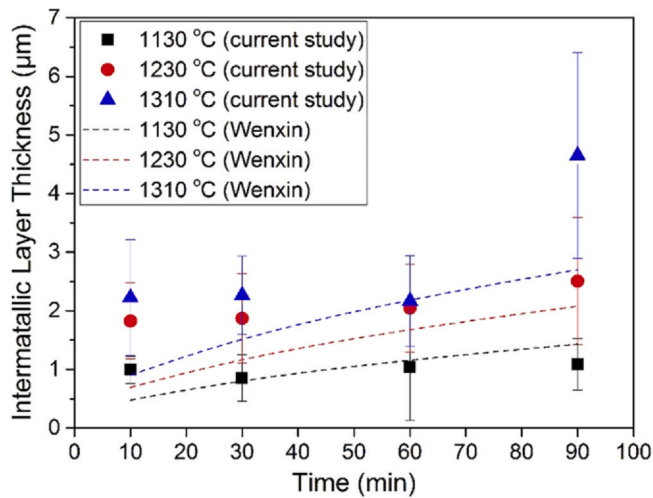 7
6
5
4
3
2
1
0
Intermatallic Layer Thickness (μm)
1130 °C (current study)
1230 °C (current study)
1310 °C (current study)
1130 °C (Wenxin)
1230 °C (Wenxin)
1310 °C (Wenxin)
0 10 20 30 40 50 60 70 80 90 100
Time (min)